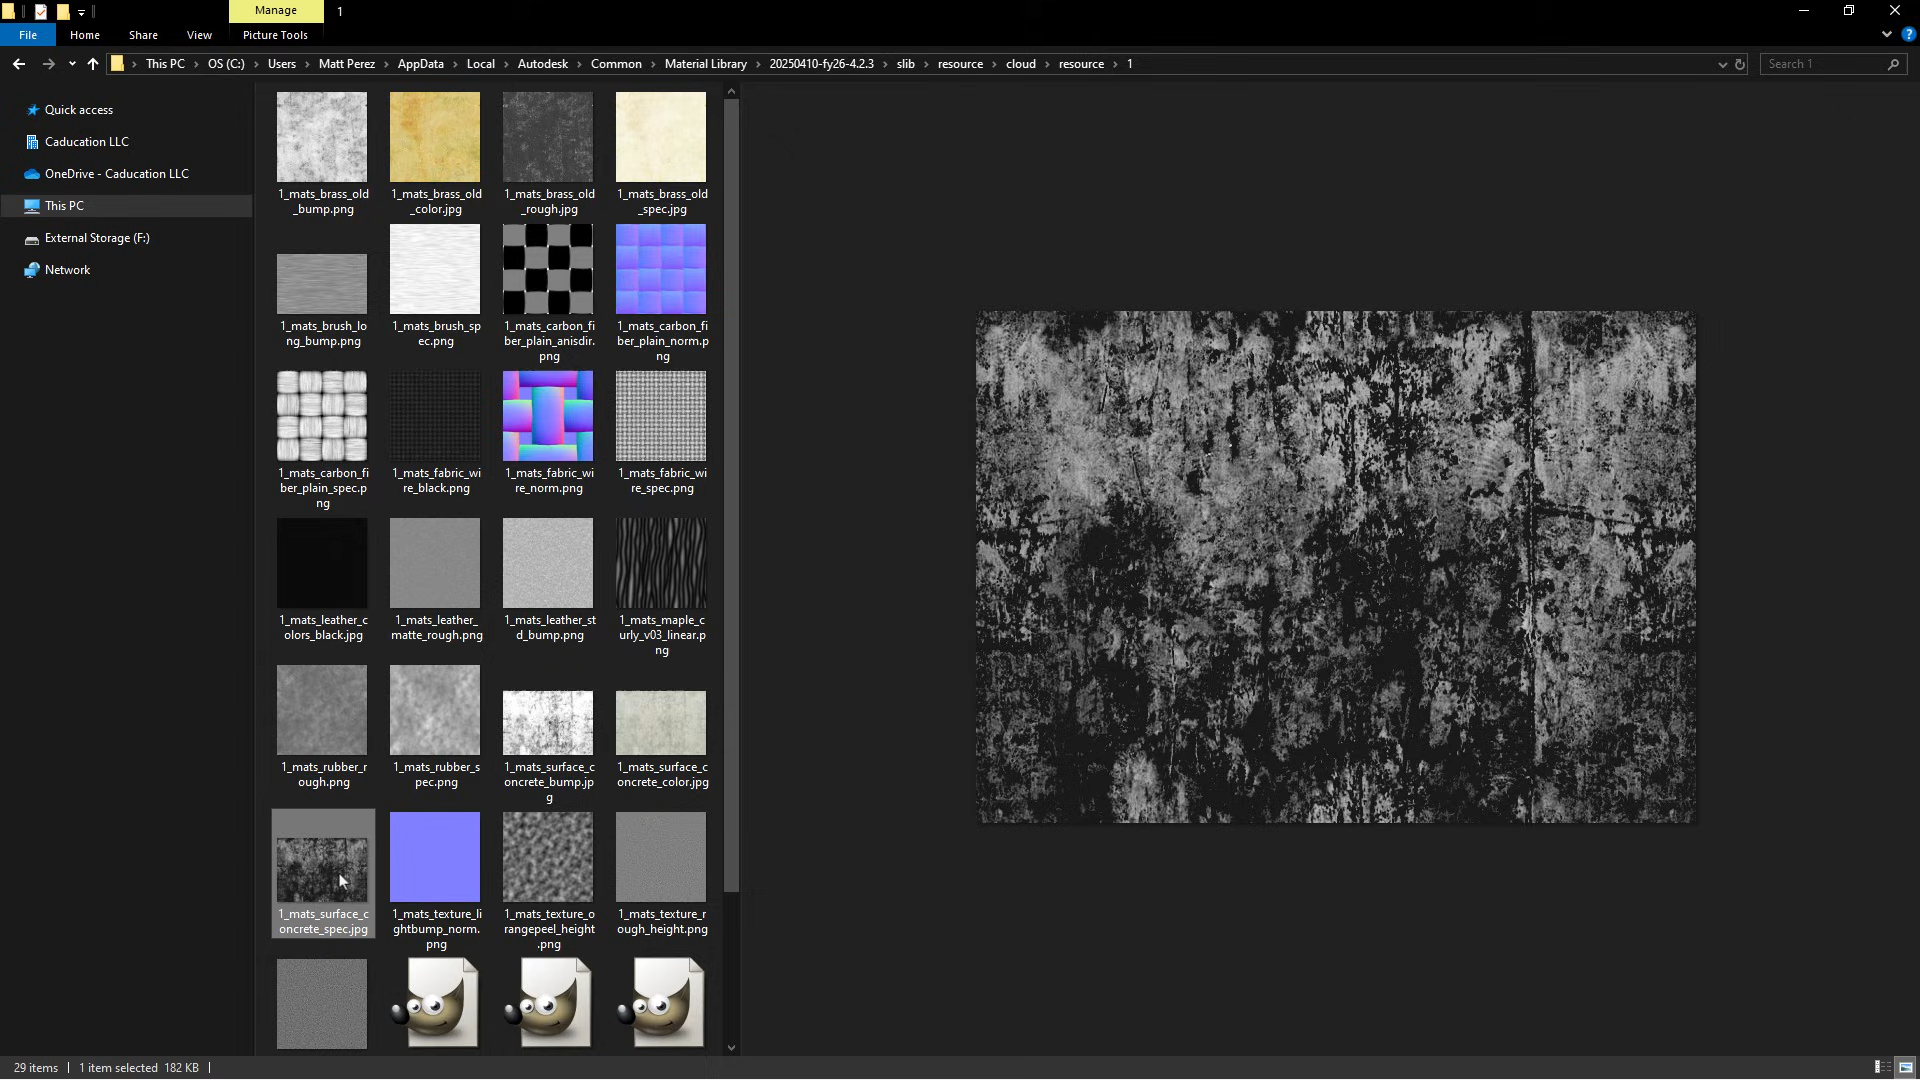 Manage
1
File
Home
Share
View
Picture Tools
This PC
OS (C:)
Users
Matt Perez
AppData
Local
Autodesk
Common
Material Library
20250410-fy26-4.2.3
slib
resource
cloud
resource
1
Search 1
Quick access
Caducation LLC
OneDrive - Caducation LLC
This PC
External Storage (F:)
Network
1_mats_brass_old
_bump.png
1_mats_brass_old
_color.jpg
1_mats_brass_old
_rough.jpg
1_mats_brass_old
_spec.jpg
1_mats_brush_lo
ng_bump.png
1_mats_brush_sp
ec.png
1_mats_carbon_fi
ber_plain_anisdir.
png
1_mats_carbon_fi
ber_plain_norm.p
ng
1_mats_carbon_fi
ber_plain_spec.p
ng
1_mats_fabric_wi
re_black.png
1_mats_fabric_wi
re_norm.png
1_mats_fabric_wi
re_spec.png
1_mats_leather_c
olors_black.jpg
1_mats_leather_
matte_rough.png
1_mats_leather_st
d_bump.png
1_mats_maple_c
urly_v03_linear.p
ng
1_mats_rubber_r
ough.png
1_mats_rubber_s
pec.png
1_mats_surface_c
oncrete_bump.jp
g
1_mats_surface_c
oncrete_color.jpg
1_mats_surface_c
oncrete_spec.jpg
1_mats_texture_li
ghtbump_norm.
png
1_mats_texture_o
rangepeel_height
.png
1_mats_texture_r
ough_height.png
29 items
1 item selected 182 KB